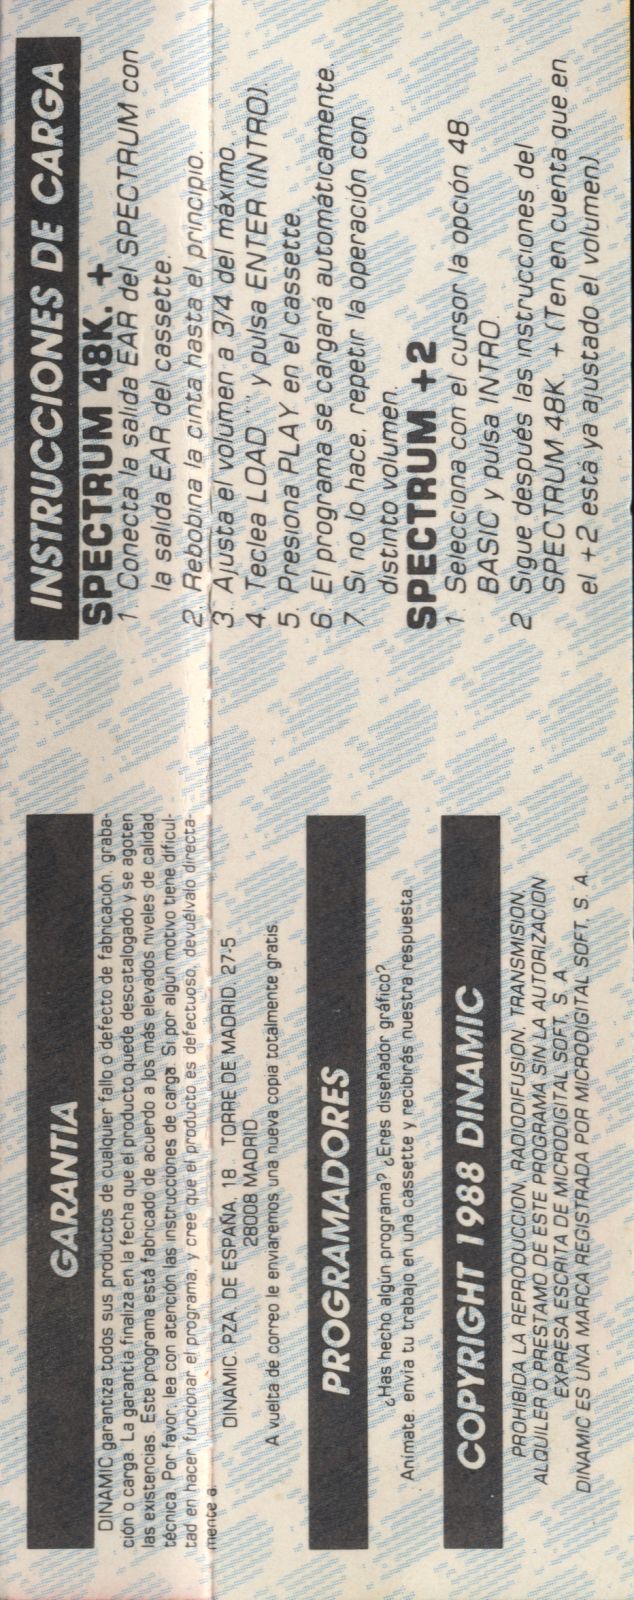 GARANTIA
DINAMIC garantiza todos sus productos de cualquier fallo o defecto de fabricación, graba-
ción o carga. La garantía finaliza en la fecha que el producto quede descatalogado y se agoten
las existencias. Este programa está fabricado de acuerdo a los más elevados niveles de calidad
técnica. Por favor, lea con atención las instrucciones de carga. Si por algun motivo tiene dificul-
tad en hacer funcionar el programa, y cree que el producto es defectuoso, devuélvalo directa-
mente a:
DINAMIC. PZA. DE ESPAÑA, 18. TORRE DE MADRID, 27-5
28008 MADRID
A vuelta de correo le enviaremos una nueva copia totalmente gratis.
PROGRAMADORES
¿Has hecho algún programa? ¿Eres diseñador gráfico?
Anímate, envía tu trabajo en una cassette y recibirás nuestra respuesta.
COPYRIGHT 1988 DINAMIC
PROHIBIDA LA REPRODUCCION, RADIODIFUSION, TRANSMISION,
ALQUILER O PRESTAMO DE ESTE PROGRAMA SIN LA AUTORIZACION
EXPRESA ESCRITA DE MICRODIGITAL SOFT, S. A.
DINAMIC ES UNA MARCA REGISTRADA POR MICRODIGITAL SOFT, S. A.
INSTRUCCIONES DE CARGA
SPECTRUM 48K. +
1. Conecta la salida EAR del SPECTRUM con
la salida EAR del cassette.
2. Rebobina la cinta hasta el principio.
3. Ajusta el volumen a 3/4 del máximo.
4. Teclea LOAD "" y pulsa ENTER (INTRO).
5. Presiona PLAY en el cassette.
6. El programa se cargará automáticamente.
7. Si no lo hace, repetir la operación con
distinto volumen.
SPECTRUM +2
1. Selecciona con el cursor la opción 48
BASIC y pulsa INTRO.
2. Sigue después las instrucciones del
SPECTRUM 48K. + (Ten en cuenta que en
el +2 está ya ajustado el volumen).